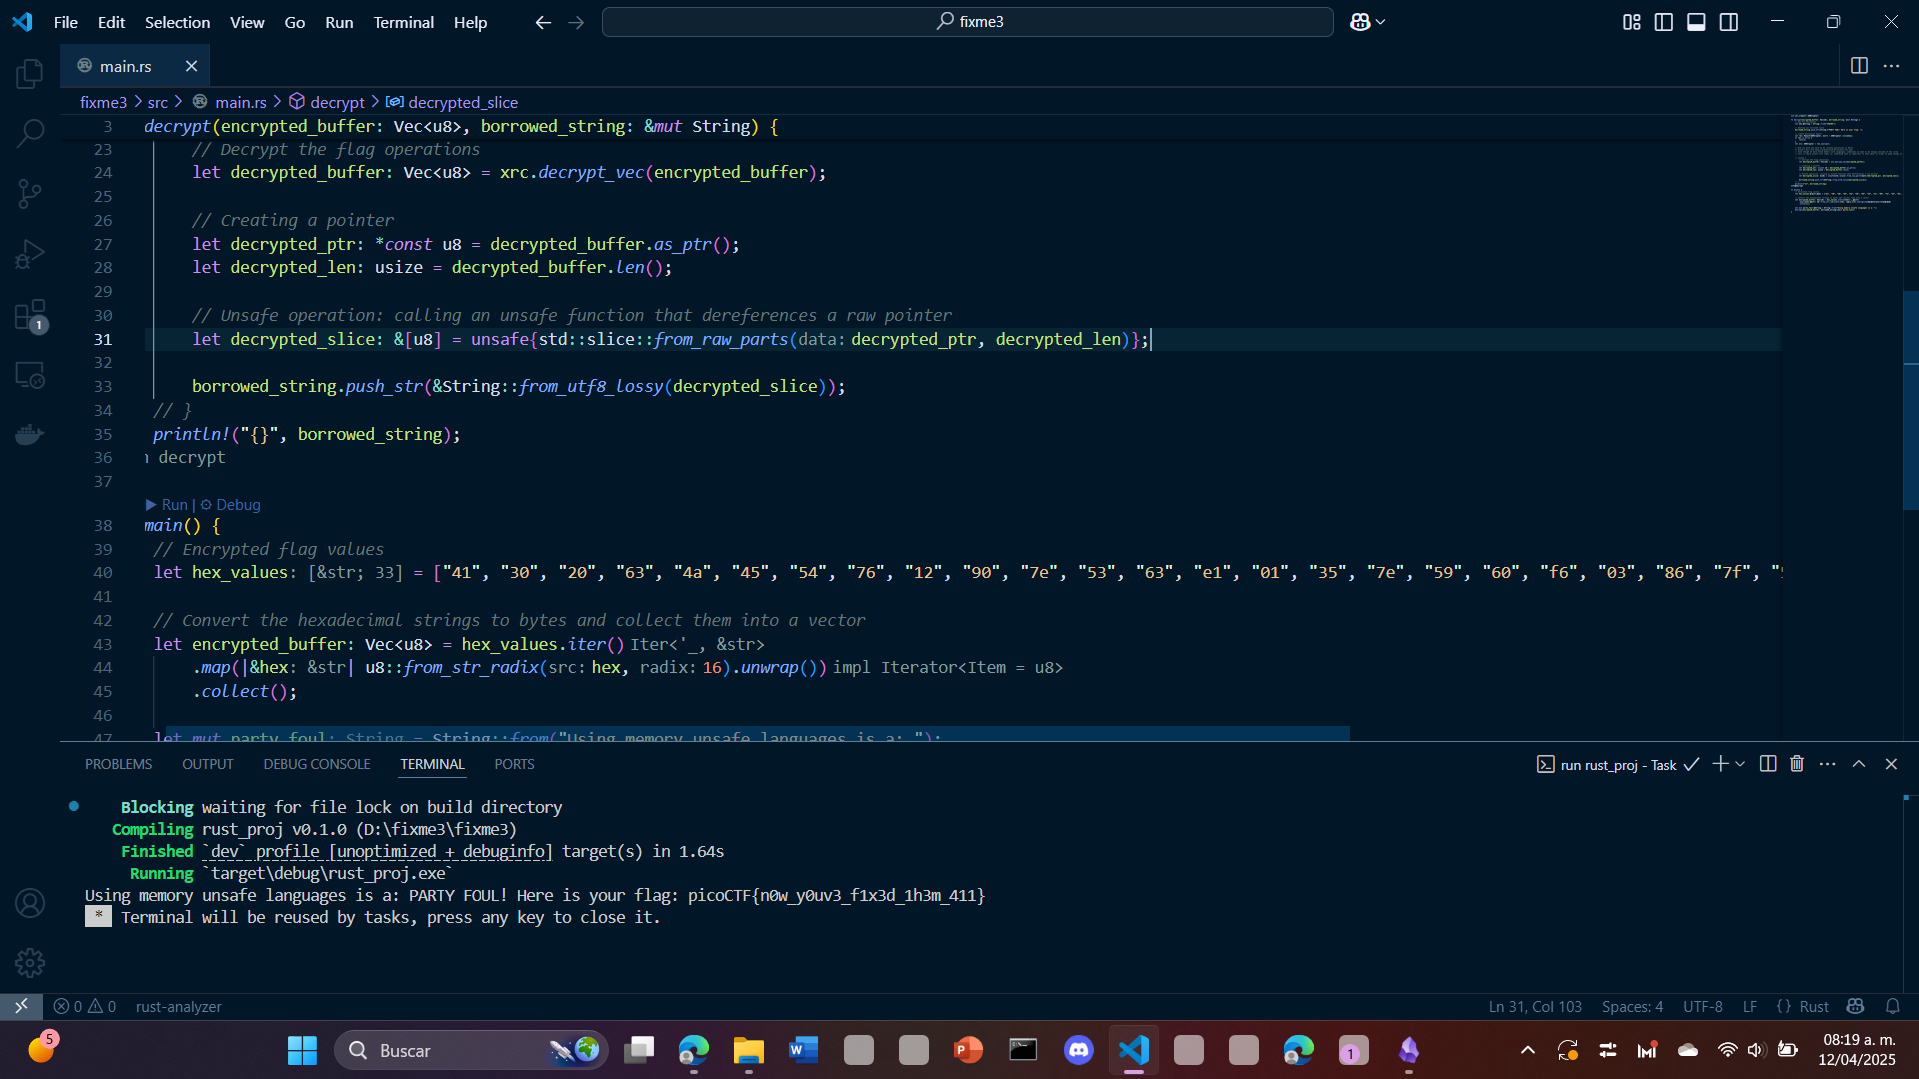 File Edit Selection View Go Run Terminal Help
fixme3
main.rs
fixme3 > src > main.rs > decrypt > decrypted_slice
3 decrypt(encrypted_buffer: Vec<u8>, borrowed_string: &mut String) {
23 // Decrypt the flag operations
24 let decrypted_buffer: Vec<u8> = xrc.decrypt_vec(encrypted_buffer);
25
26 // Creating a pointer
27 let decrypted_ptr: *const u8 = decrypted_buffer.as_ptr();
28 let decrypted_len: usize = decrypted_buffer.len();
29
30 // Unsafe operation: calling an unsafe function that dereferences a raw pointer
31 let decrypted_slice: &[u8] = unsafe{std::slice::from_raw_parts(data: decrypted_ptr, decrypted_len)};
32
33 borrowed_string.push_str(&String::from_utf8_lossy(decrypted_slice));
34 // }
35 println!("{}", borrowed_string);
36 decrypt
37
Run | Debug
38 main() {
39 // Encrypted flag values
40 let hex_values: [&str; 33] = ["41", "30", "20", "63", "4a", "45", "54", "76", "12", "90", "7e", "53", "63", "e1", "01", "35", "7e", "59", "60", "f6", "03", "86", "7f", "
41
42 // Convert the hexadecimal strings to bytes and collect them into a vector
43 let encrypted_buffer: Vec<u8> = hex_values.iter() Iter<'_, &str>
44 .map(|&hex: &str| u8::from_str_radix(src: hex, radix: 16).unwrap()) impl Iterator<Item = u8>
45 .collect();
46
47 let mut party_foul: String = String::from("Using memory unsafe languages is a: ");
PROBLEMS OUTPUT DEBUG CONSOLE TERMINAL PORTS
run rust_proj - Task
Blocking waiting for file lock on build directory
Compiling rust_proj v0.1.0 (D:\fixme3\fixme3)
Finished `dev` profile [unoptimized + debuginfo] target(s) in 1.64s
Running `target\debug\rust_proj.exe`
Using memory unsafe languages is a: PARTY FOUL! Here is your flag: picoCTF{n0w_y0uv3_f1x3d_1h3m_411}
* Terminal will be reused by tasks, press any key to close it.
1
0 0 rust-analyzer
Ln 31, Col 103 Spaces: 4 UTF-8 LF {} Rust
5
Buscar
1
08:19 a. m.
12/04/2025